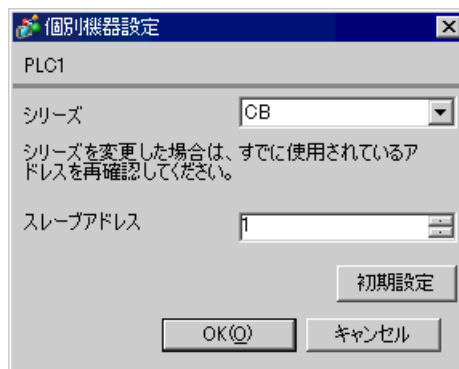 個別機器設定
PLC1
シリーズ CB
シリーズを変更した場合は、すでに使用されているア
ドレスを再確認してください。
スレーブアドレス 1
初期設定
OK(O) キャンセル